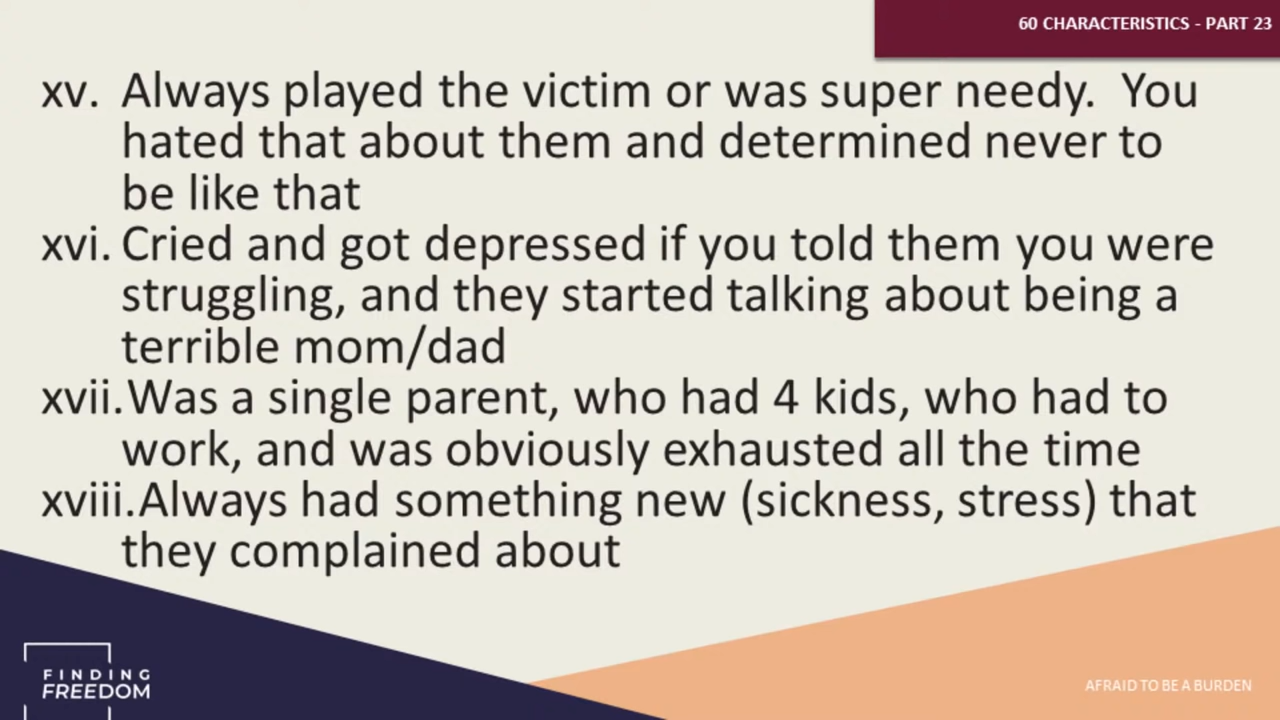 60 CHARACTERISTICS - PART 23
xv. Always played the victim or was super needy.  You
hated that about them and determined never to
be like that
xvi. Cried and got depressed if you told them you were
struggling, and they started talking about being a
terrible mom/dad
xvii.Was a single parent, who had 4 kids, who had to
work, and was obviously exhausted all the time
xviii.Always had something new (sickness, stress) that
they complained about
FINDING
FREEDOM
AFRAID TO BE A BURDEN